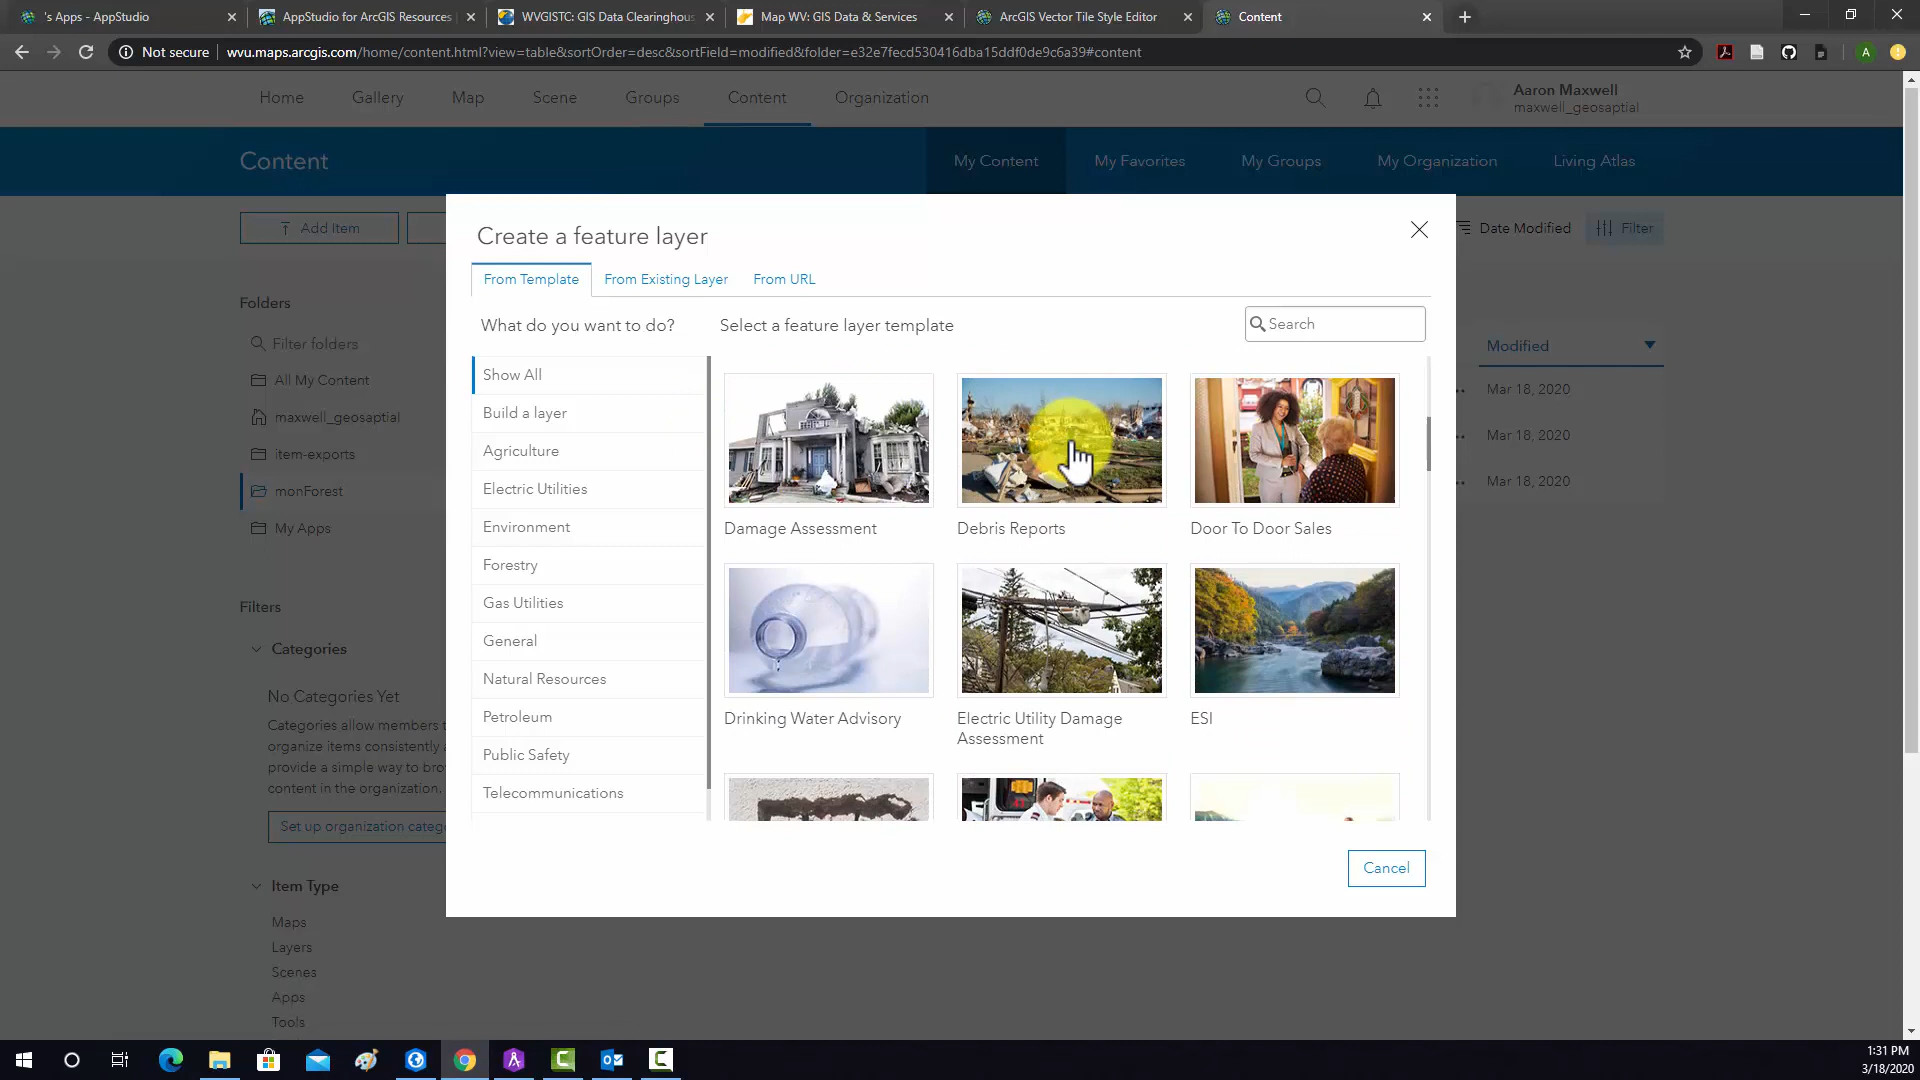 's Apps - AppStudio
AppStudio for ArcGIS Resources
WVGISTC: GIS Data Clearinghous
Map WV: GIS Data & Services
ArcGIS Vector Tile Style Editor
Content
Not secure
wvu.maps.arcgis.com/home/content.html?view=table&sortOrder=desc&sortField=modified&folder=e32e7fecd530416dba15ddf0de9c6a39#content
A
Home
Gallery
Map
Scene
Groups
Content
Organization
Aaron Maxwell
maxwell_geosaptial
Content
My Content
My Favorites
My Groups
My Organization
Living Atlas
Add Item
Date Modified
Filter
Create a feature layer
From Template
From Existing Layer
From URL
What do you want to do?
Select a feature layer template
Search
Folders
Filter folders
All My Content
maxwell_geosaptial
item-exports
monForest
My Apps
Filters
Categories
No Categories Yet
Categories allow members t
organize items consistently a
provide a simple way to brow
content in the organization.
Set up organization catego
Item Type
Maps
Layers
Scenes
Apps
Tools
Show All
Build a layer
Agriculture
Electric Utilities
Environment
Forestry
Gas Utilities
General
Natural Resources
Petroleum
Public Safety
Telecommunications
Damage Assessment
Debris Reports
Door To Door Sales
Drinking Water Advisory
Electric Utility Damage
Assessment
ESI
Cancel
Modified
Mar 18, 2020
Mar 18, 2020
Mar 18, 2020
1:31 PM
3/18/2020